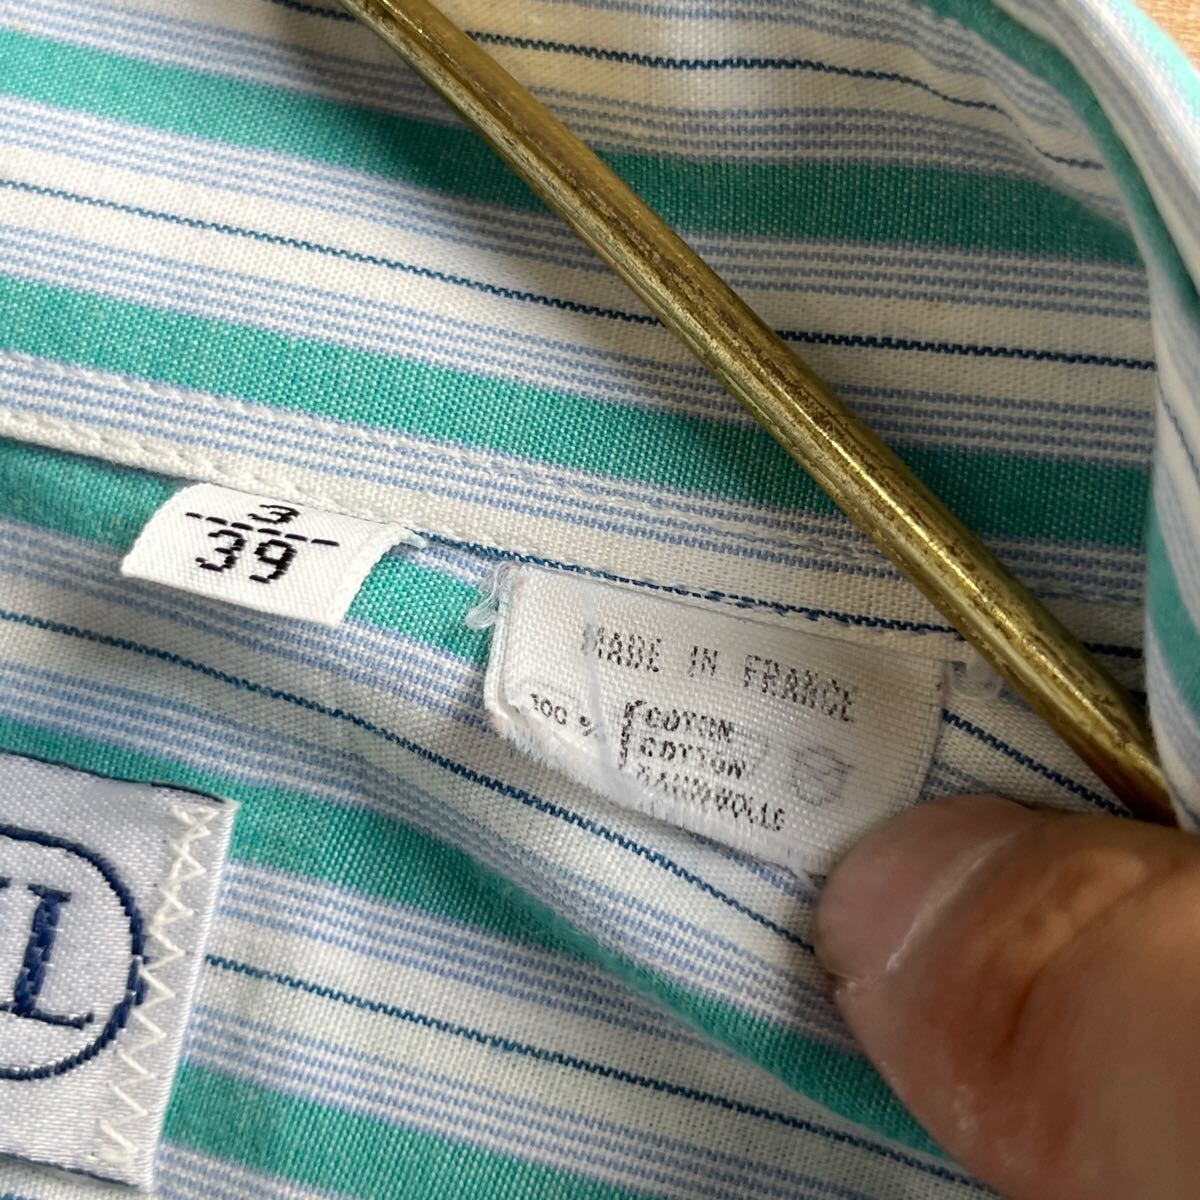 3
39
MADE IN FRANCE
100 %
COTON
COTTON
BAUMWOLLE